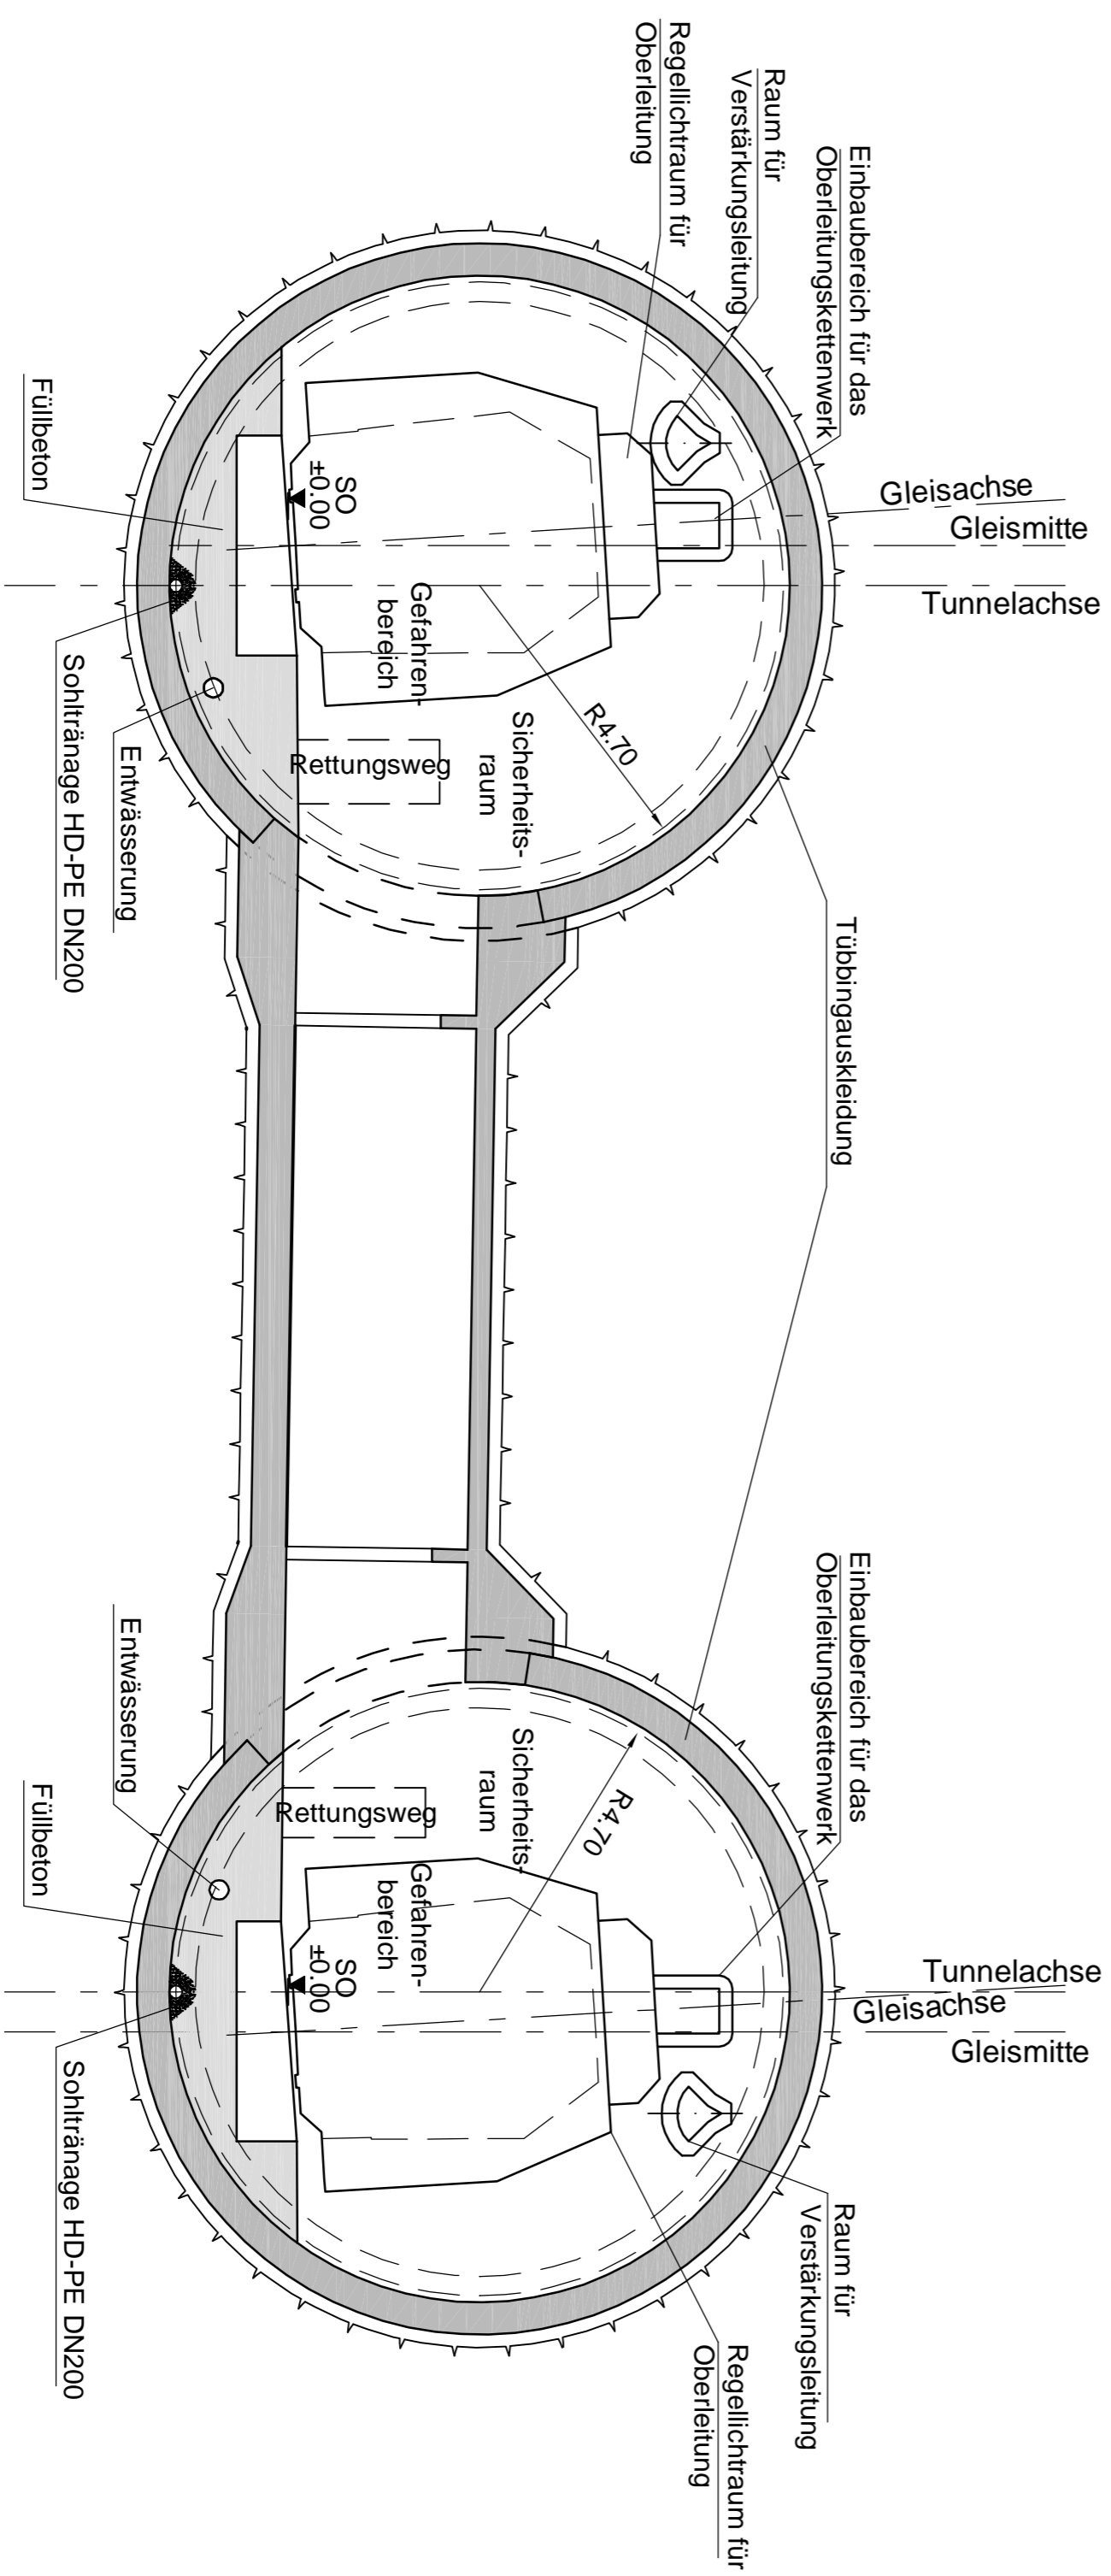 Regellichtraum für
Oberleitung
Raum für
Verstärkungsleitung
Einbaubereich für das
Oberleitungskettenwerk
Gleisachse
Gleismitte
Tunnelachse
SO
±0.00
Gefahren-
bereich
R4.70
Sicherheits-
raum
Rettungsweg
Füllbeton
Sohltränage HD-PE DN200
Entwässerung
Tübbingauskleidung
Einbaubereich für das
Oberleitungskettenwerk
Tunnelachse
Gleisachse
Gleismitte
R4.70
Sicherheits-
raum
Rettungsweg
Gefahren-
bereich
SO
±0.00
Entwässerung
Füllbeton
Sohltränage HD-PE DN200
Raum für
Verstärkungsleitung
Regellichtraum für
Oberleitung